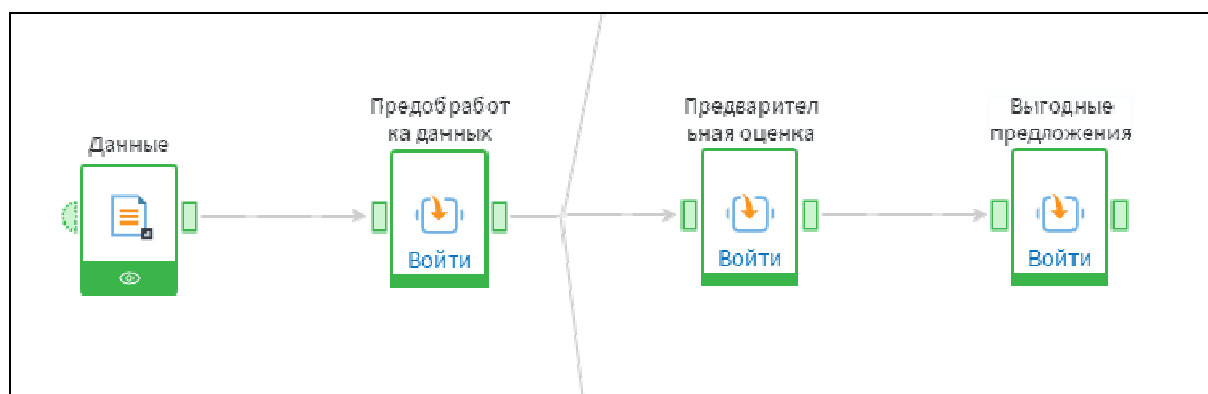 Данные
Предобработ
ка данных
Войти
Предварител
ьная оценка
Войти
Выгодные
предложения
Войти